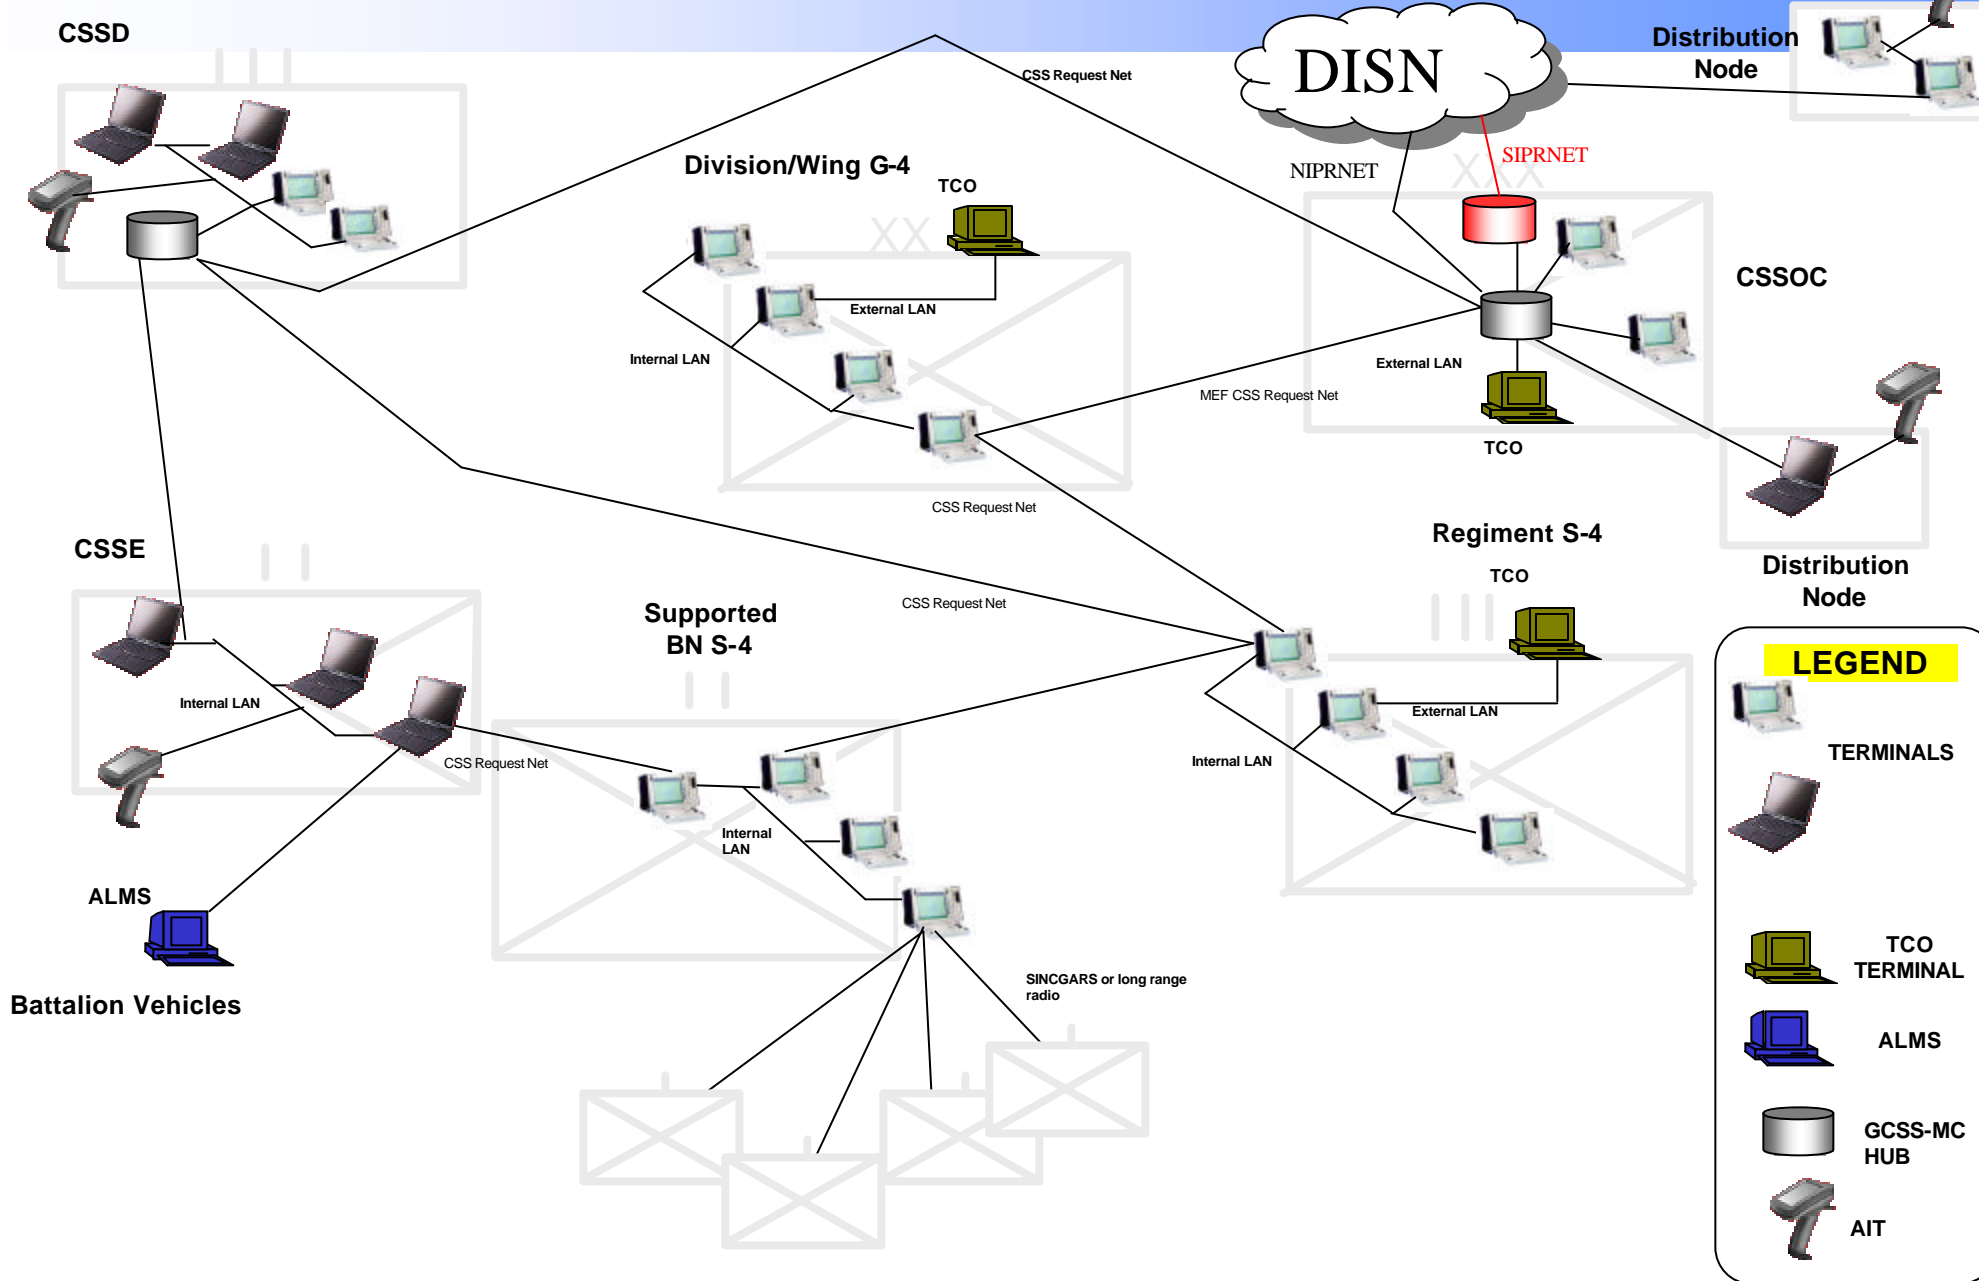 CSSD
CSS Request Net
DISN
Distribution
Node
NIPRNET
SIPRNET
XXX
Division/Wing G-4
TCO
XX
External LAN
Internal LAN
CSSOC
External LAN
MEF CSS Request Net
TCO
CSS Request Net
Regiment S-4
TCO
Distribution
Node
CSSE
CSS Request Net
Supported
BN S-4
Internal LAN
CSS Request Net
External LAN
Internal LAN
Internal
LAN
ALMS
Battalion Vehicles
SINCGARS or long range
radio
LEGEND
TERMINALS
TCO
TERMINAL
ALMS
GCSS-MC
HUB
AIT